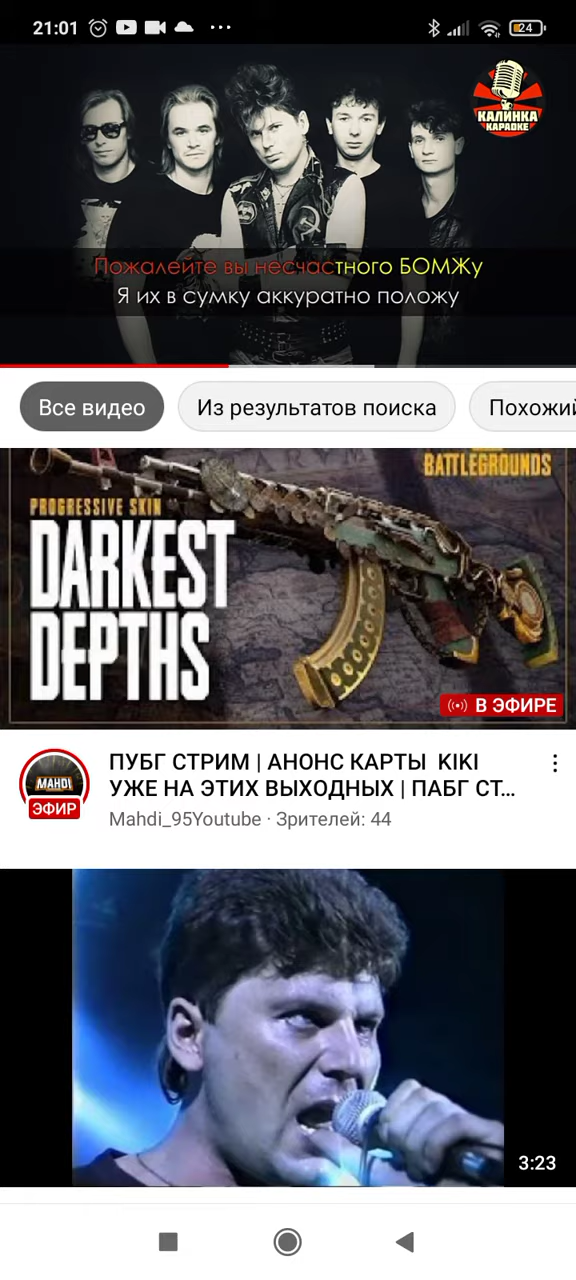 21:01
24
КАЛИНКА
КАРАОКЕ
Пожалейте вы несчастного БОМЖу
Я их в сумку аккуратно положу
Все видео
Из результатов поиска
Похожий
BATTLEGROUNDS
PROGRESSIVE SKIN
DARKEST
DEPTHS
В ЭФИРЕ
MAHDI
ЭФИР
ПУБГ СТРИМ | АНОНС КАРТЫ KIKI
УЖЕ НА ЭТИХ ВЫХОДНЫХ | ПАБГ СТ...
Mahdi_95Youtube · Зрителей: 44
3:23